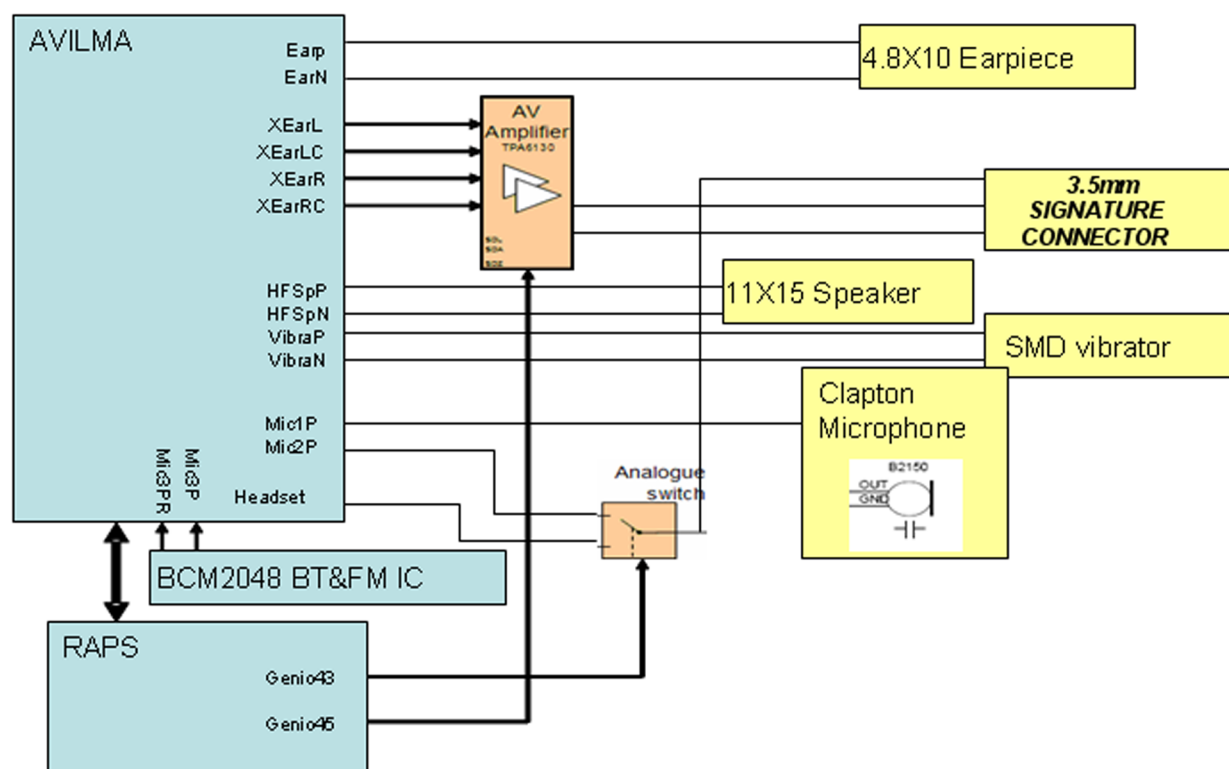 AVILMA
Earp
EarN
XEarL
XEarLC
XEarR
XEarRC
HFSpP
HFSpN
VibraP
VibraN
Mic1P
Mic2P
Headset
Mic3PR
Mic3P
4.8X10 Earpiece
AV
Amplifier
TPA6130
SCL
SDA
3.5mm
SIGNATURE
CONNECTOR
11X15 Speaker
SMD vibrator
Clapton
Microphone
B2150
OUT
GND
Analogue
switch
BCM2048 BT&FM IC
RAPS
Genio43
Genio45